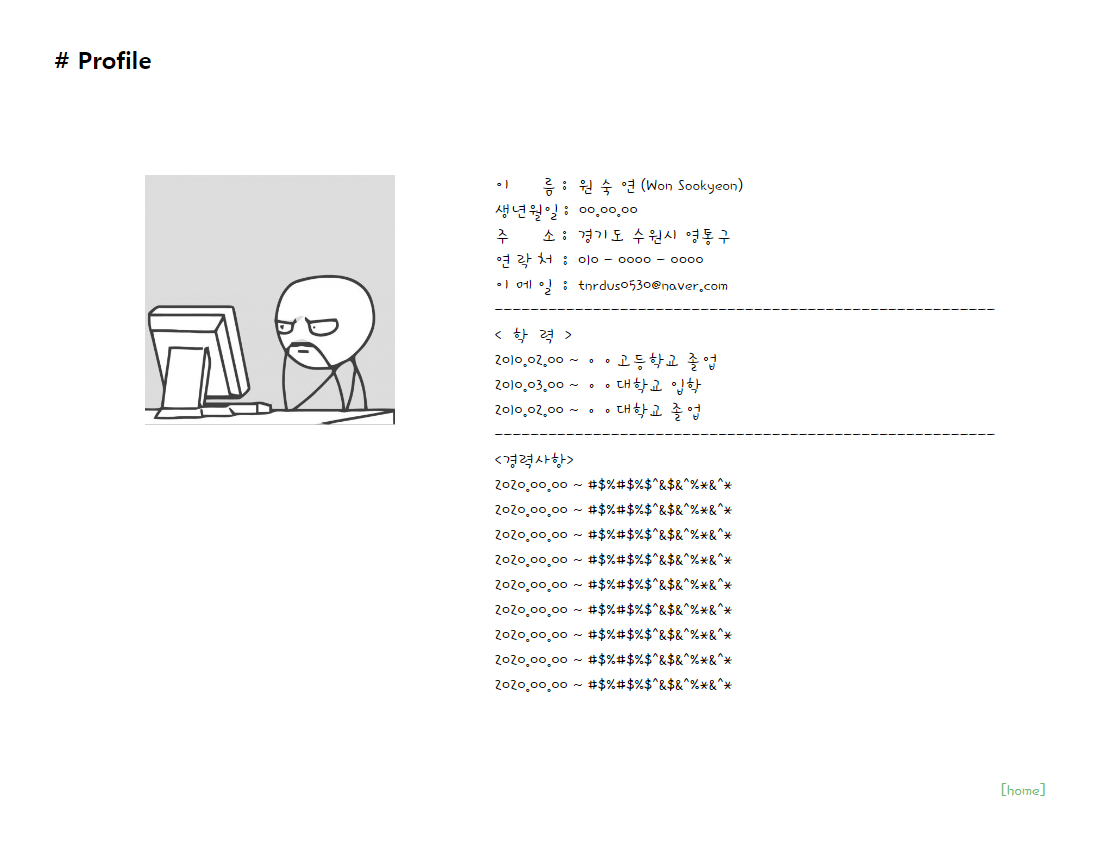 # Profile
이 름 : 원 숙 연 (Won Sookyeon)
생년월일 : 00.00.00
주 소 : 경기도 수원시 영통구
연 락 처 : 010 - 0000 - 0000
이 메 일 : tnrdus0530@naver.com
------------------------------------------------------------
< 학 력 >
2010.02.00 ~ ㅇㅇ고등학교 졸업
2010.03.00 ~ ㅇㅇ대학교 입학
2010.02.00 ~ ㅇㅇ대학교 졸업
------------------------------------------------------------
<경력사항>
2020.00.00 ~ #$%#$%$^&$&^%*&^*
2020.00.00 ~ #$%#$%$^&$&^%*&^*
2020.00.00 ~ #$%#$%$^&$&^%*&^*
2020.00.00 ~ #$%#$%$^&$&^%*&^*
2020.00.00 ~ #$%#$%$^&$&^%*&^*
2020.00.00 ~ #$%#$%$^&$&^%*&^*
2020.00.00 ~ #$%#$%$^&$&^%*&^*
2020.00.00 ~ #$%#$%$^&$&^%*&^*
2020.00.00 ~ #$%#$%$^&$&^%*&^*
[home]